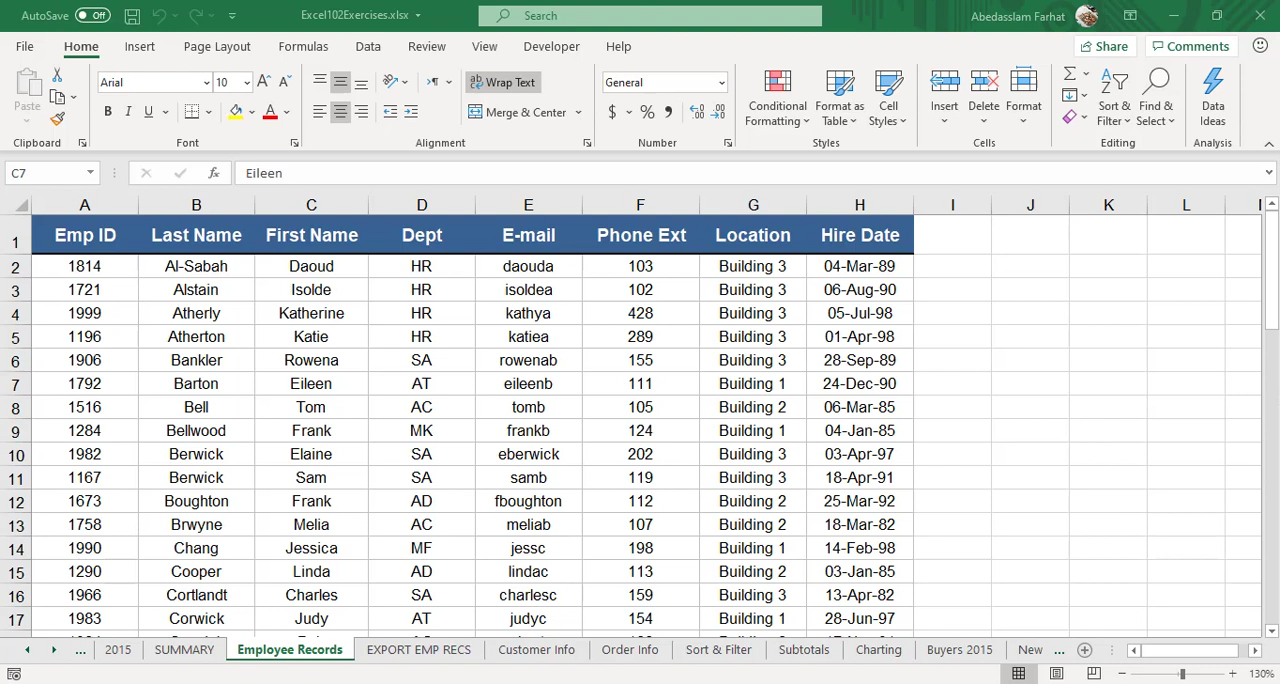 AutoSave Off Excel102Exercises.xlsx Search Abedasslam Farhat
File Home Insert Page Layout Formulas Data Review View Developer Help Share Comments
Paste Arial 10 A A ab Wrap Text General Conditional Formatting Format as Table Cell Styles Insert Delete Format Sort & Filter Find & Select Data Ideas
B I U A Merge & Center $ % 9
Clipboard Font Alignment Number Styles Cells Editing Analysis
C7 fx Eileen
A B C D E F G H I J K L
1 Emp ID Last Name First Name Dept E-mail Phone Ext Location Hire Date
2 1814 Al-Sabah Daoud HR daouda 103 Building 3 04-Mar-89
3 1721 Alstain Isolde HR isoldea 102 Building 3 06-Aug-90
4 1999 Atherly Katherine HR kathya 428 Building 3 05-Jul-98
5 1196 Atherton Katie HR katiea 289 Building 3 01-Apr-98
6 1906 Bankler Rowena SA rowenab 155 Building 3 28-Sep-89
7 1792 Barton Eileen AT eileenb 111 Building 1 24-Dec-90
8 1516 Bell Tom AC tomb 105 Building 2 06-Mar-85
9 1284 Bellwood Frank MK frankb 124 Building 1 04-Jan-85
10 1982 Berwick Elaine SA eberwick 202 Building 3 03-Apr-97
11 1167 Berwick Sam SA samb 119 Building 3 18-Apr-91
12 1673 Boughton Frank AD fboughton 112 Building 2 25-Mar-92
13 1758 Brwyne Melia AC meliab 107 Building 2 18-Mar-82
14 1990 Chang Jessica MF jessc 198 Building 1 14-Feb-98
15 1290 Cooper Linda AD lindac 113 Building 2 03-Jan-85
16 1966 Cortlandt Charles SA charlesc 159 Building 3 13-Apr-82
17 1983 Corwick Judy AT judyc 154 Building 1 28-Jun-97
... 2015 SUMMARY Employee Records EXPORT EMP RECS Customer Info Order Info Sort & Filter Subtotals Charting Buyers 2015 New ...
130%